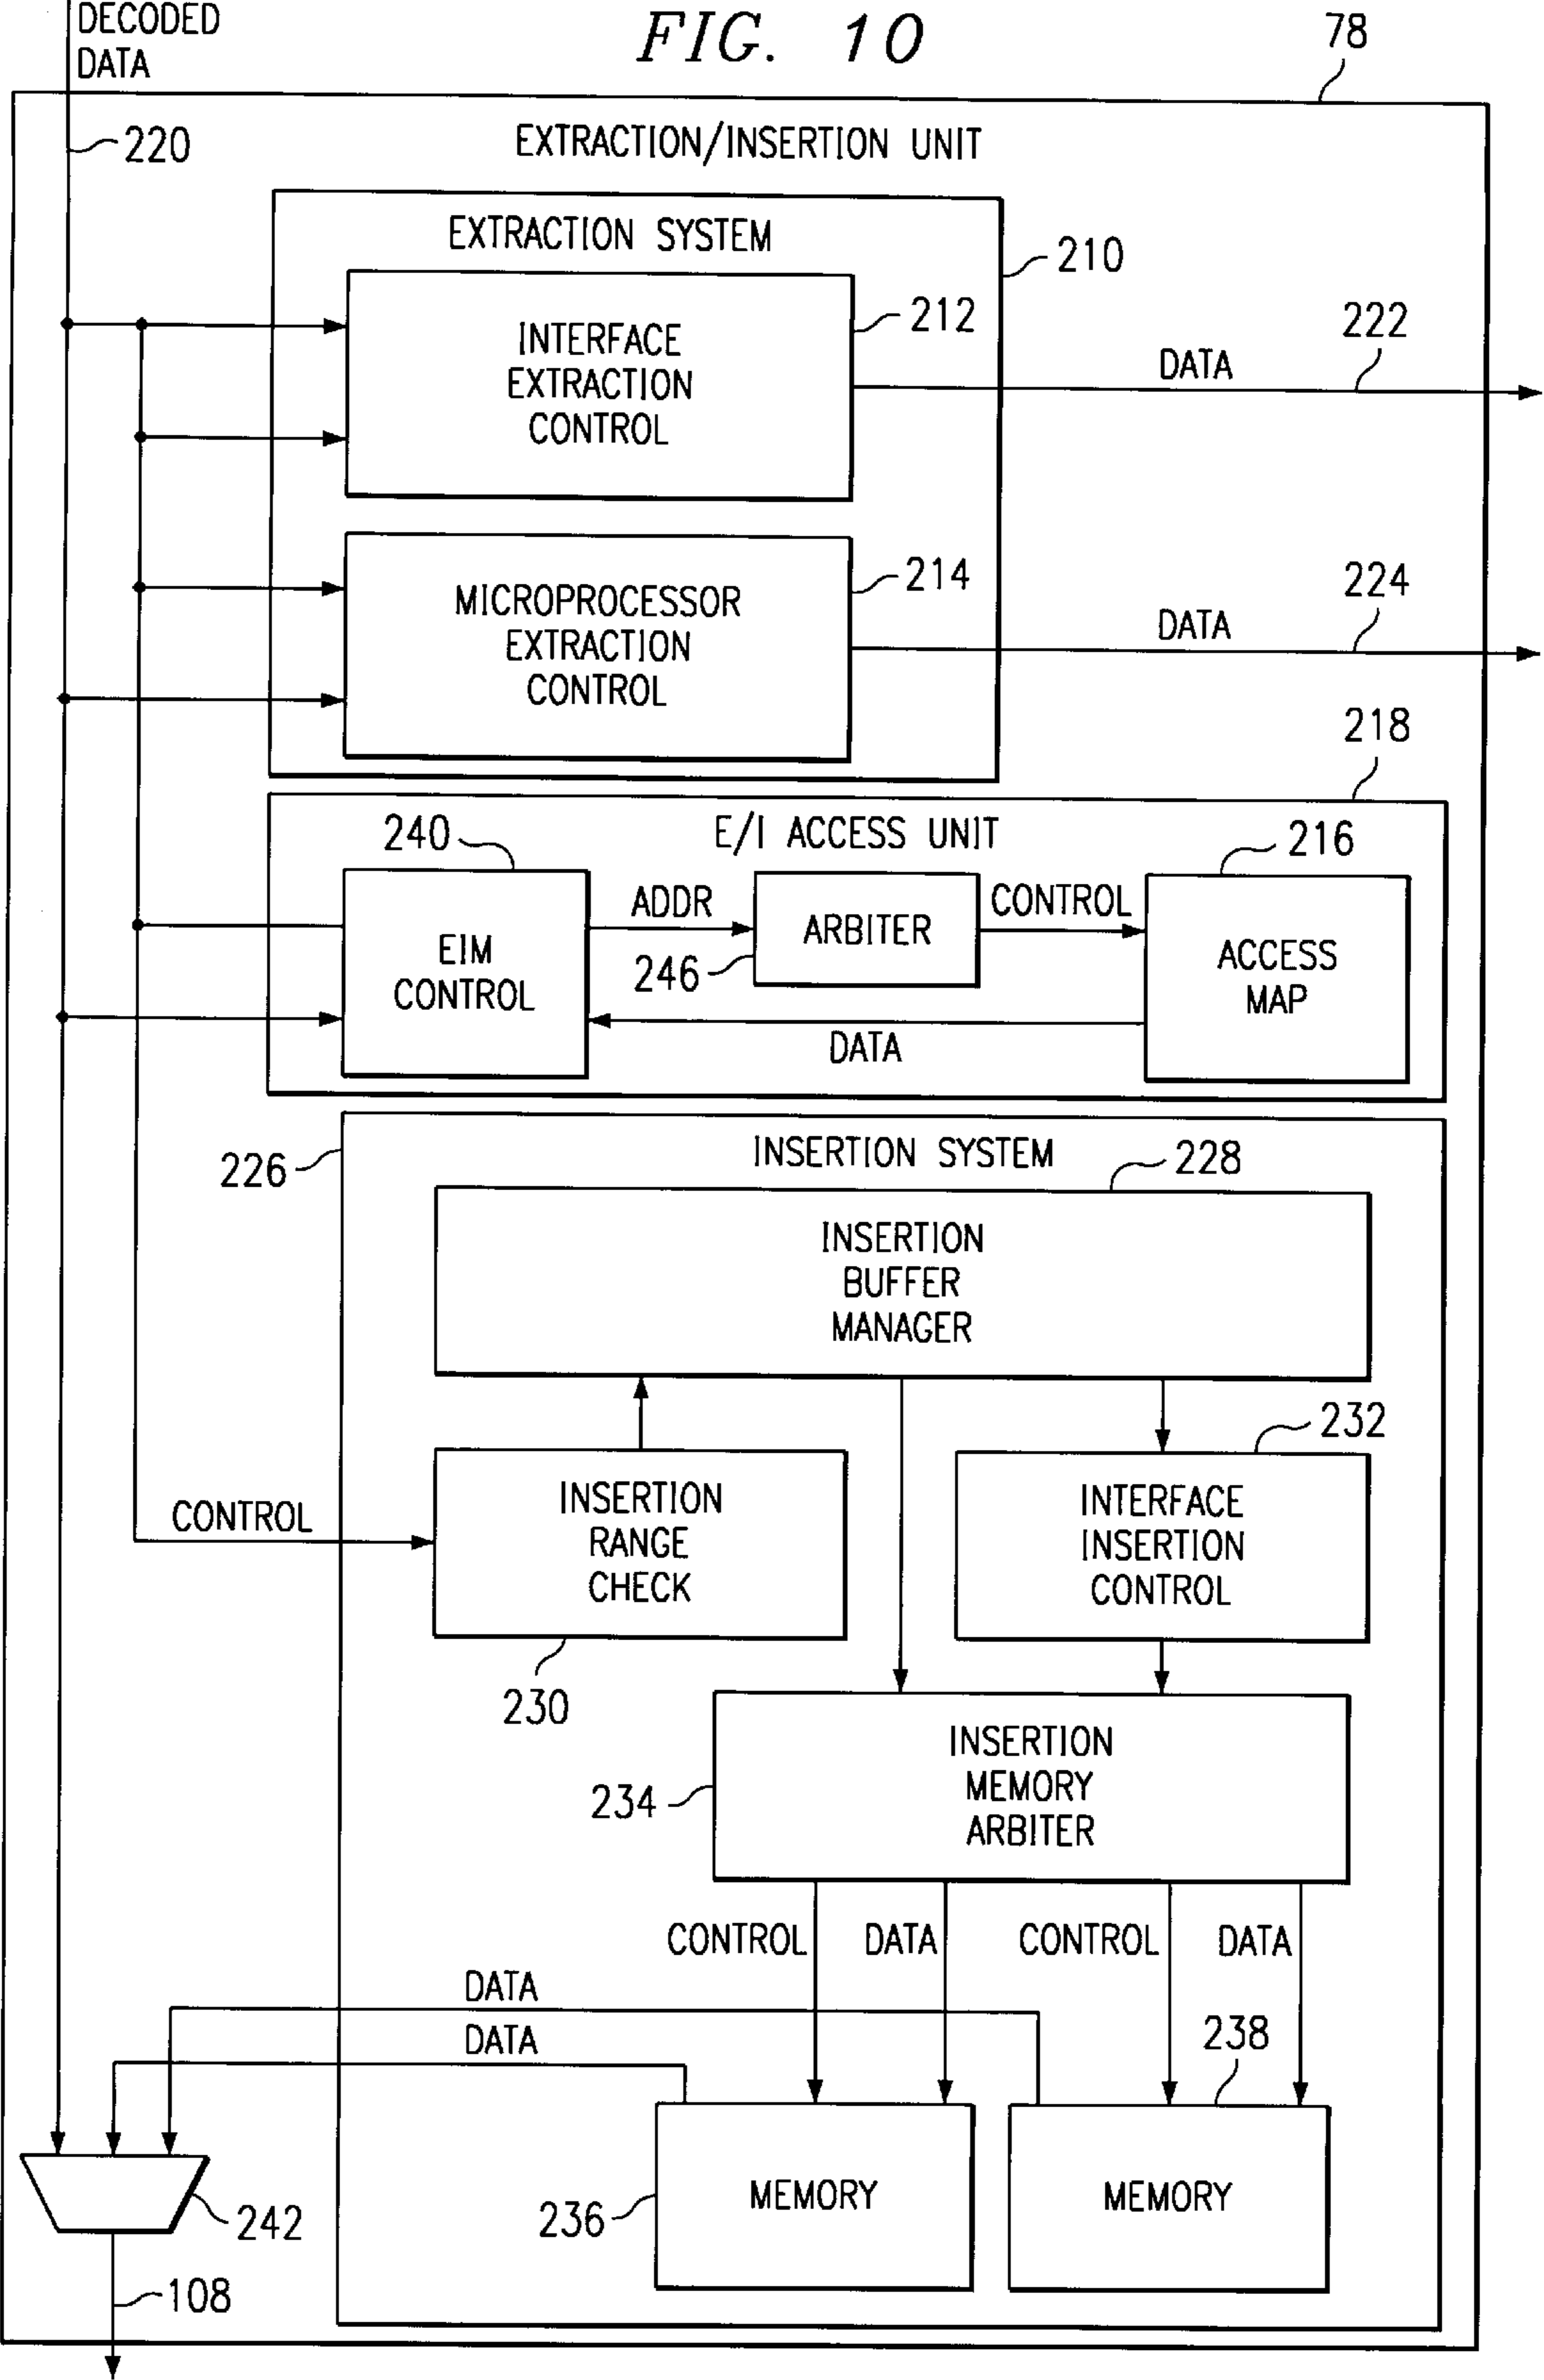 DECODED
DATA
FIG. 10
78
220
EXTRACTION/INSERTION UNIT
EXTRACTION SYSTEM
210
212
INTERFACE
EXTRACTION
CONTROL
222
DATA
214
MICROPROCESSOR
EXTRACTION
CONTROL
224
DATA
218
240
E/I ACCESS UNIT
216
EIM
CONTROL
ADDR
ARBITER
246
CONTROL
ACCESS
MAP
DATA
226
INSERTION SYSTEM
228
INSERTION
BUFFER
MANAGER
232
CONTROL
INSERTION
RANGE
CHECK
INTERFACE
INSERTION
CONTROL
230
234
INSERTION
MEMORY
ARBITER
CONTROL
DATA
CONTROL
DATA
DATA
DATA
238
236
MEMORY
MEMORY
242
108